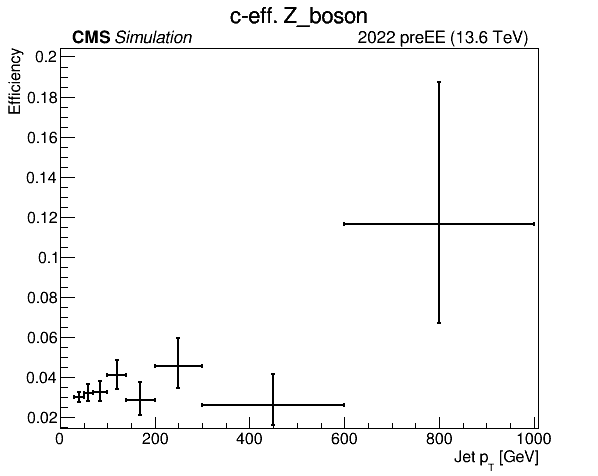 c-eff. Z_boson
CMS Simulation 2022 preEE (13.6 TeV)
Efficiency
0.2
0.18
0.16
0.14
0.12
0.1
0.08
0.06
0.04
0.02
0 200 400 600 800 1000
Jet p_T [GeV]